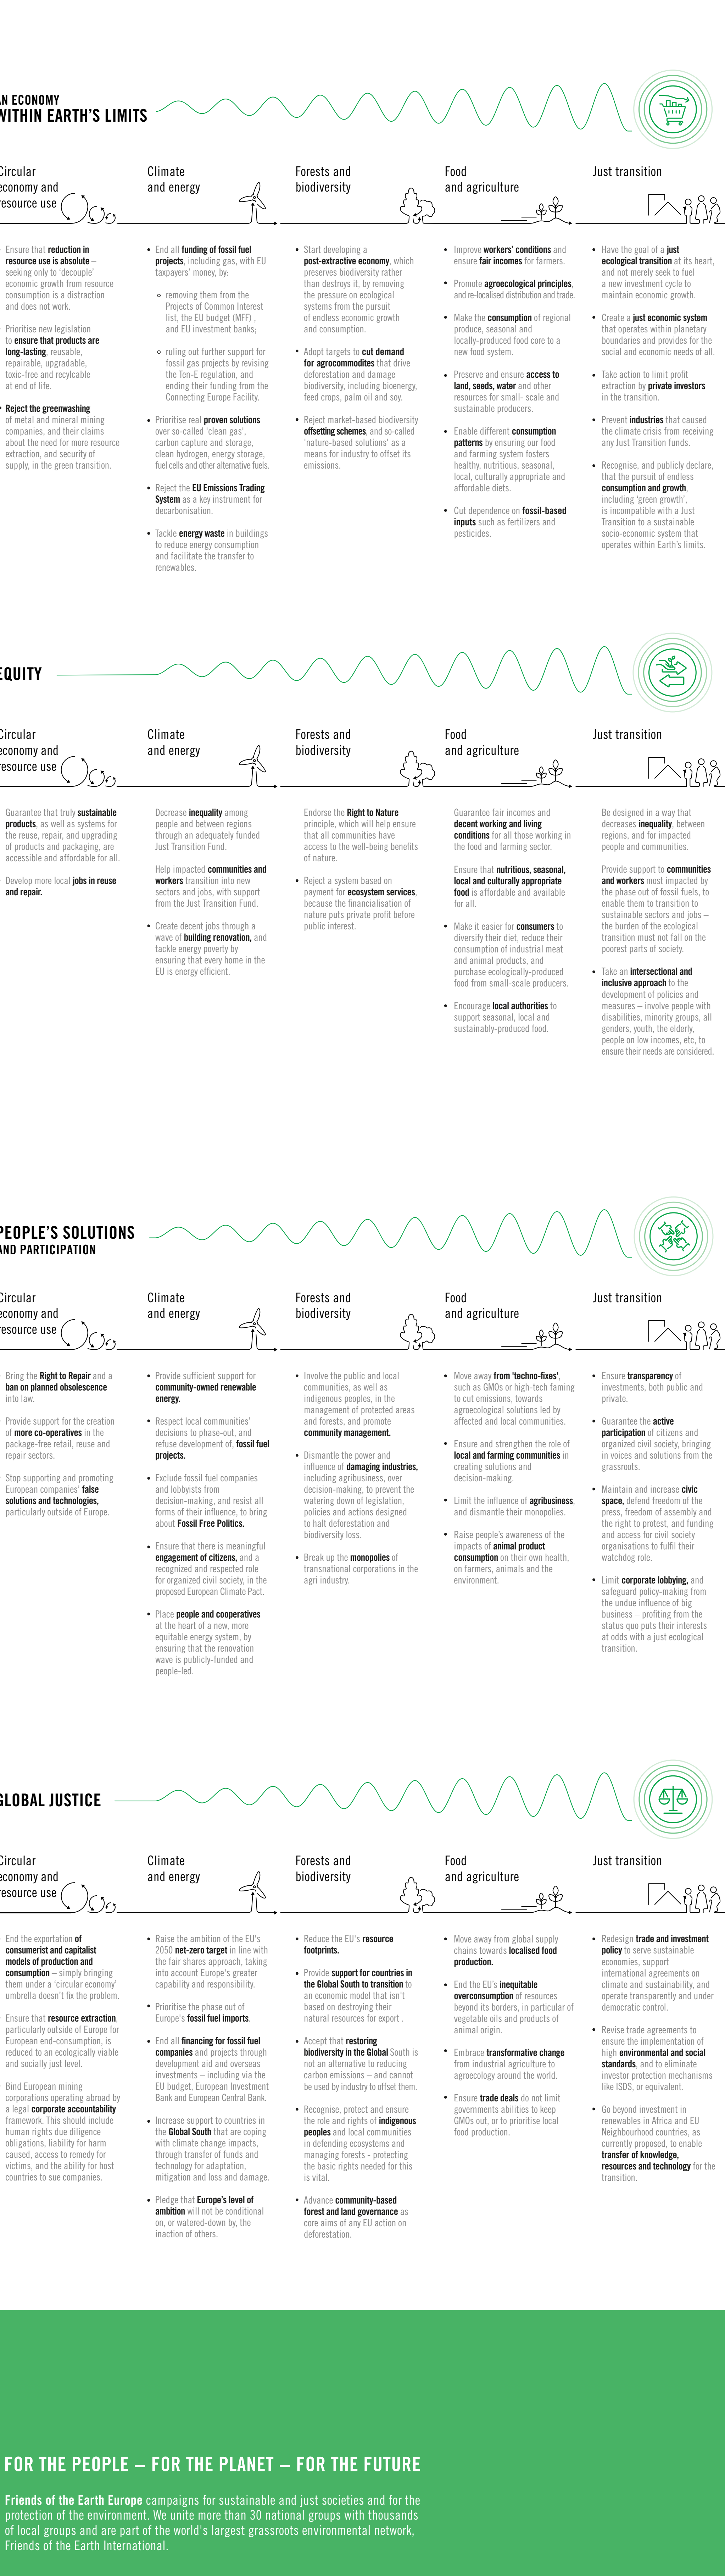 AN ECONOMY
WITHIN EARTH'S LIMITS
Circular
economy and
resource use
Ensure that reduction in
resource use is absolute –
seeking only to 'decouple'
economic growth from resource
consumption is a distraction
and does not work.
Prioritise new legislation
to ensure that products are
long-lasting, reusable,
repairable, upgradable,
toxic-free and recylcable
at end of life.
Reject the greenwashing
of metal and mineral mining
companies, and their claims
about the need for more resource
extraction, and security of
supply, in the green transition.
Climate
and energy
• End all funding of fossil fuel
projects, including gas, with EU
taxpayers' money, by:
removing them from the
Projects of Common Interest
list, the EU budget (MFF) ,
and EU investment banks;
ruling out further support for
fossil gas projects by revising
the Ten-E regulation, and
ending their funding from the
Connecting Europe Facility.
• Prioritise real proven solutions
over so-called 'clean gas',
carbon capture and storage,
clean hydrogen, energy storage,
fuel cells and other alternative fuels.
• Reject the EU Emissions Trading
System as a key instrument for
decarbonisation.
• Tackle energy waste in buildings
to reduce energy consumption
and facilitate the transfer to
renewables.
Forests and
biodiversity
• Start developing a
post-extractive economy, which
preserves biodiversity rather
than destroys it, by removing
the pressure on ecological
systems from the pursuit
of endless economic growth
and consumption.
• Adopt targets to cut demand
for agrocommodites that drive
deforestation and damage
biodiversity, including bioenergy,
feed crops, palm oil and soy.
• Reject market-based biodiversity
offsetting schemes, and so-called
'nature-based solutions' as a
means for industry to offset its
emissions.
Food
and agriculture
• Improve workers' conditions and
ensure fair incomes for farmers.
• Promote agroecological principles,
and re-localised distribution and trade.
• Make the consumption of regional
produce, seasonal and
locally-produced food core to a
new food system.
• Preserve and ensure access to
land, seeds, water and other
resources for small- scale and
sustainable producers.
• Enable different consumption
patterns by ensuring our food
and farming system fosters
healthy, nutritious, seasonal,
local, culturally appropriate and
affordable diets.
• Cut dependence on fossil-based
inputs such as fertilizers and
pesticides.
Just transition
• Have the goal of a just
ecological transition at its heart,
and not merely seek to fuel
a new investment cycle to
maintain economic growth.
• Create a just economic system
that operates within planetary
boundaries and provides for the
social and economic needs of all.
• Take action to limit profit
extraction by private investors
in the transition.
• Prevent industries that caused
the climate crisis from receiving
any Just Transition funds.
• Recognise, and publicly declare,
that the pursuit of endless
consumption and growth,
including 'green growth',
is incompatible with a Just
Transition to a sustainable
socio-economic system that
operates within Earth's limits.
EQUITY
Circular
economy and
resource use
Guarantee that truly sustainable
products, as well as systems for
the reuse, repair, and upgrading
of products and packaging, are
accessible and affordable for all.
Develop more local jobs in reuse
and repair.
Climate
and energy
Decrease inequality among
people and between regions
through an adequately funded
Just Transition Fund.
Help impacted communities and
workers transition into new
sectors and jobs, with support
from the Just Transition Fund.
• Create decent jobs through a
wave of building renovation, and
tackle energy poverty by
ensuring that every home in the
EU is energy efficient.
Forests and
biodiversity
Endorse the Right to Nature
principle, which will help ensure
that all communities have
access to the well-being benefits
of nature.
• Reject a system based on
payment for ecosystem services,
because the financialisation of
nature puts private profit before
public interest.
Food
and agriculture
Guarantee fair incomes and
decent working and living
conditions for all those working in
the food and farming sector.
Ensure that nutritious, seasonal,
local and culturally appropriate
food is affordable and available
for all.
• Make it easier for consumers to
diversify their diet, reduce their
consumption of industrial meat
and animal products, and
purchase ecologically-produced
food from small-scale producers.
• Encourage local authorities to
support seasonal, local and
sustainably-produced food.
Just transition
Be designed in a way that
decreases inequality, between
regions, and for impacted
people and communities.
Provide support to communities
and workers most impacted by
the phase out of fossil fuels, to
enable them to transition to
sustainable sectors and jobs –
the burden of the ecological
transition must not fall on the
poorest parts of society.
• Take an intersectional and
inclusive approach to the
development of policies and
measures – involve people with
disabilities, minority groups, all
genders, youth, the elderly,
people on low incomes, etc, to
ensure their needs are considered.
PEOPLE'S SOLUTIONS
AND PARTICIPATION
Circular
economy and
resource use
Bring the Right to Repair and a
ban on planned obsolescence
into law.
Provide support for the creation
of more co-operatives in the
package-free retail, reuse and
repair sectors.
Stop supporting and promoting
European companies' false
solutions and technologies,
particularly outside of Europe.
Climate
and energy
• Provide sufficient support for
community-owned renewable
energy.
• Respect local communities'
decisions to phase-out, and
refuse development of, fossil fuel
projects.
• Exclude fossil fuel companies
and lobbyists from
decision-making, and resist all
forms of their influence, to bring
about Fossil Free Politics.
• Ensure that there is meaningful
engagement of citizens, and a
recognized and respected role
for organized civil society, in the
proposed European Climate Pact.
• Place people and cooperatives
at the heart of a new, more
equitable energy system, by
ensuring that the renovation
wave is publicly-funded and
people-led.
Forests and
biodiversity
• Involve the public and local
communities, as well as
indigenous peoples, in the
management of protected areas
and forests, and promote
community management.
• Dismantle the power and
influence of damaging industries,
including agribusiness, over
decision-making, to prevent the
watering down of legislation,
policies and actions designed
to halt deforestation and
biodiversity loss.
• Break up the monopolies of
transnational corporations in the
agri industry.
Food
and agriculture
• Move away from 'techno-fixes',
such as GMOs or high-tech faming
to cut emissions, towards
agroecological solutions led by
affected and local communities.
• Ensure and strengthen the role of
local and farming communities in
creating solutions and
decision-making.
• Limit the influence of agribusiness,
and dismantle their monopolies.
• Raise people's awareness of the
impacts of animal product
consumption on their own health,
on farmers, animals and the
environment.
Just transition
• Ensure transparency of
investments, both public and
private.
• Guarantee the active
participation of citizens and
organized civil society, bringing
in voices and solutions from the
grassroots.
• Maintain and increase civic
space, defend freedom of the
press, freedom of assembly and
the right to protest, and funding
and access for civil society
organisations to fulfil their
watchdog role.
• Limit corporate lobbying, and
safeguard policy-making from
the undue influence of big
business – profiting from the
status quo puts their interests
at odds with a just ecological
transition.
GLOBAL JUSTICE
Circular
economy and
resource use
End the exportation of
consumerist and capitalist
models of production and
consumption – simply bringing
them under a 'circular economy'
umbrella doesn't fix the problem.
Ensure that resource extraction,
particularly outside of Europe for
European end-consumption, is
reduced to an ecologically viable
and socially just level.
Bind European mining
corporations operating abroad by
a legal corporate accountability
framework. This should include
human rights due diligence
obligations, liability for harm
caused, access to remedy for
victims, and the ability for host
countries to sue companies.
Climate
and energy
• Raise the ambition of the EU's
2050 net-zero target in line with
the fair shares approach, taking
into account Europe's greater
capability and responsibility.
• Prioritise the phase out of
Europe's fossil fuel imports.
• End all financing for fossil fuel
companies and projects through
development aid and overseas
investments – including via the
EU budget, European Investment
Bank and European Central Bank.
• Increase support to countries in
the Global South that are coping
with climate change impacts,
through transfer of funds and
technology for adaptation,
mitigation and loss and damage.
• Pledge that Europe's level of
ambition will not be conditional
on, or watered-down by, the
inaction of others.
Forests and
biodiversity
• Reduce the EU's resource
footprints.
• Provide support for countries in
the Global South to transition to
an economic model that isn't
based on destroying their
natural resources for export .
• Accept that restoring
biodiversity in the Global South is
not an alternative to reducing
carbon emissions – and cannot
be used by industry to offset them.
• Recognise, protect and ensure
the role and rights of indigenous
peoples and local communities
in defending ecosystems and
managing forests - protecting
the basic rights needed for this
is vital.
• Advance community-based
forest and land governance as
core aims of any EU action on
deforestation.
Food
and agriculture
• Move away from global supply
chains towards localised food
production.
• End the EU's inequitable
overconsumption of resources
beyond its borders, in particular of
vegetable oils and products of
animal origin.
• Embrace transformative change
from industrial agriculture to
agroecology around the world.
• Ensure trade deals do not limit
governments abilities to keep
GMOs out, or to prioritise local
food production.
Just transition
• Redesign trade and investment
policy to serve sustainable
economies, support
international agreements on
climate and sustainability, and
operate transparently and under
democratic control.
• Revise trade agreements to
ensure the implementation of
high environmental and social
standards, and to eliminate
investor protection mechanisms
like ISDS, or equivalent.
• Go beyond investment in
renewables in Africa and EU
Neighbourhood countries, as
currently proposed, to enable
transfer of knowledge,
resources and technology for the
transition.
FOR THE PEOPLE – FOR THE PLANET – FOR THE FUTURE
Friends of the Earth Europe campaigns for sustainable and just societies and for the
protection of the environment. We unite more than 30 national groups with thousands
of local groups and are part of the world's largest grassroots environmental network,
Friends of the Earth International.